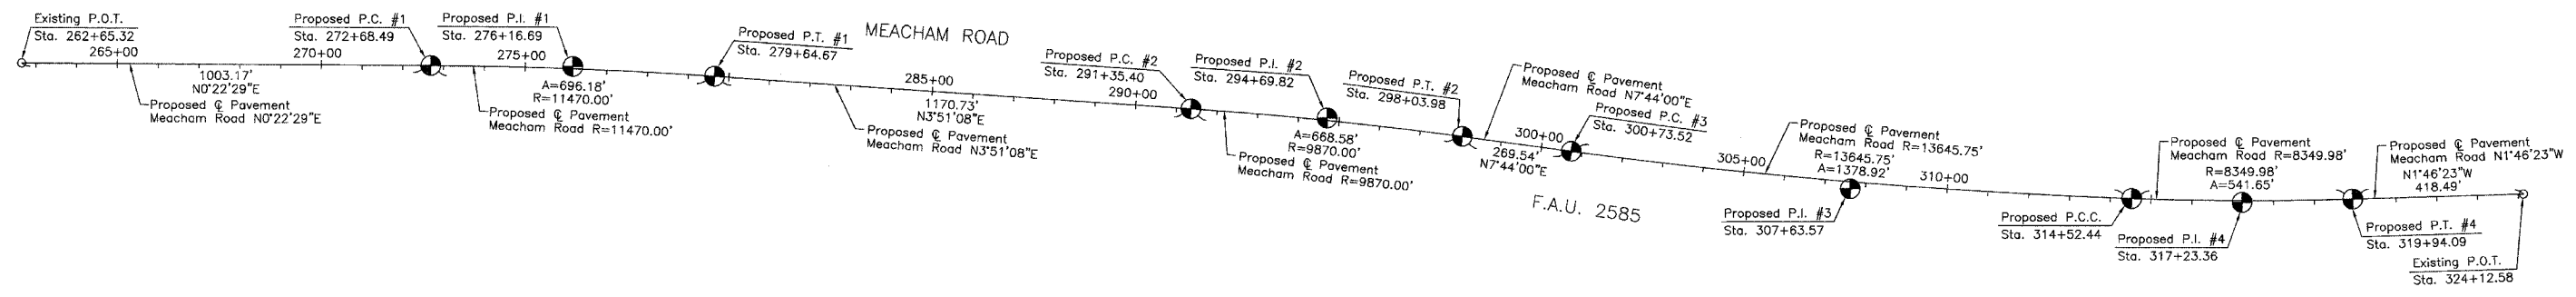 Existing P.O.T.
Sta. 262+65.32
265+00
1003.17'
N0°22'29"E
Proposed ℄ Pavement
Meacham Road N0°22'29"E
270+00
Proposed P.C. #1
Sta. 272+68.49
Proposed P.I. #1
Sta. 276+16.69
275+00
A=696.18'
R=11470.00'
Proposed ℄ Pavement
Meacham Road R=11470.00'
Proposed P.T. #1
Sta. 279+64.67
MEACHAM ROAD
285+00
1170.73'
N3°51'08"E
Proposed ℄ Pavement
Meacham Road N3°51'08"E
Proposed P.C. #2
Sta. 291+35.40
290+00
Proposed P.I. #2
Sta. 294+69.82
A=668.58'
R=9870.00'
Proposed ℄ Pavement
Meacham Road R=9870.00'
Proposed P.T. #2
Sta. 298+03.98
Proposed ℄ Pavement
Meacham Road N7°44'00"E
300+00
269.54'
N7°44'00"E
Proposed P.C. #3
Sta. 300+73.52
F.A.U. 2585
305+00
Proposed ℄ Pavement
Meacham Road R=13645.75'
R=13645.75'
A=1378.92'
Proposed P.I. #3
Sta. 307+63.57
310+00
Proposed P.C.C.
Sta. 314+52.44
Proposed ℄ Pavement
Meacham Road R=8349.98'
R=8349.98'
A=541.65'
Proposed P.I. #4
Sta. 317+23.36
Proposed ℄ Pavement
Meacham Road N1°46'23"W
N1°46'23"W
418.49'
Proposed P.T. #4
Sta. 319+94.09
Existing P.O.T.
Sta. 324+12.58